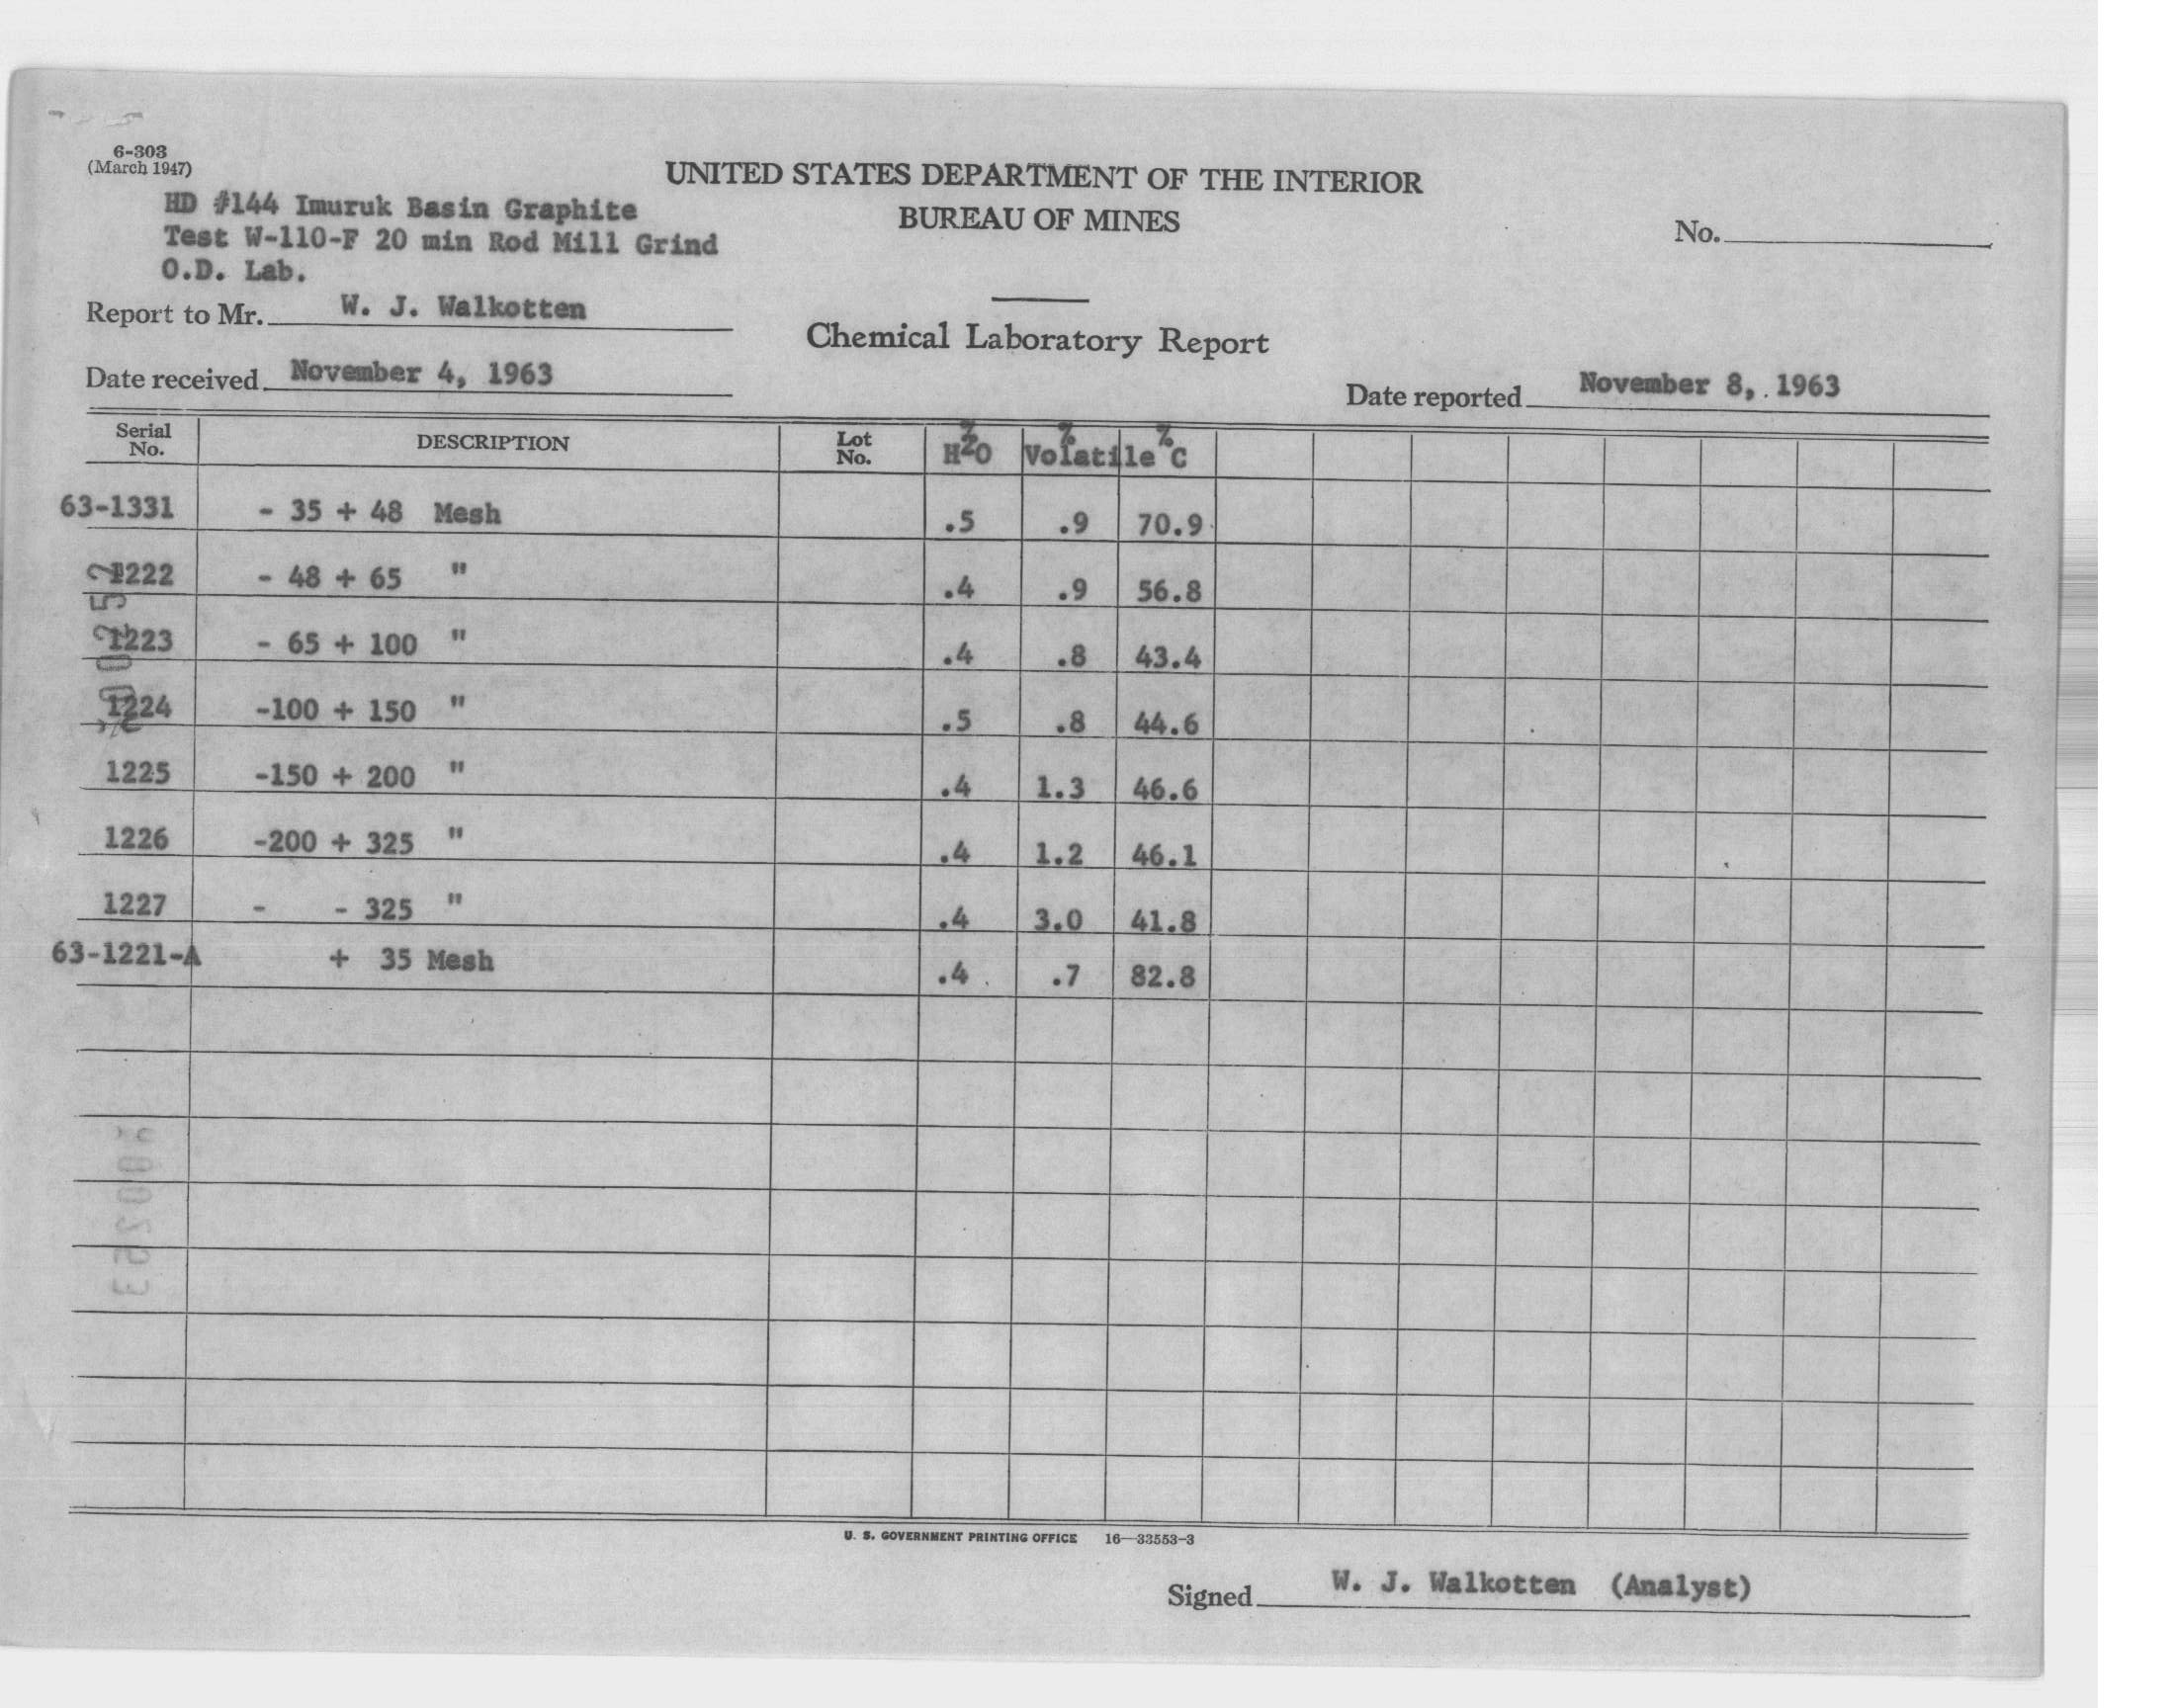 6-303
(March 1947)
UNITED STATES DEPARTMENT OF THE INTERIOR
BUREAU OF MINES
No.
HD #144 Imuruk Basin Graphite
Test W-110-F 20 min Rod Mill Grind
O.D. Lab.
Report to Mr. W. J. Walkotten
Chemical Laboratory Report
Date received November 4, 1963
Date reported November 8, 1963
Serial No. DESCRIPTION Lot No. % H2O % Volatile % C
63-1331 - 35 + 48 Mesh .5 .9 70.9
1222 - 48 + 65 " .4 .9 56.8
1223 - 65 + 100 " .4 .8 43.4
1224 -100 + 150 " .5 .8 44.6
1225 -150 + 200 " .4 1.3 46.6
1226 -200 + 325 " .4 1.2 46.1
1227 - - 325 " .4 3.0 41.8
63-1221-A + 35 Mesh .4 .7 82.8
U. S. GOVERNMENT PRINTING OFFICE 16—33553-3
Signed W. J. Walkotten (Analyst)